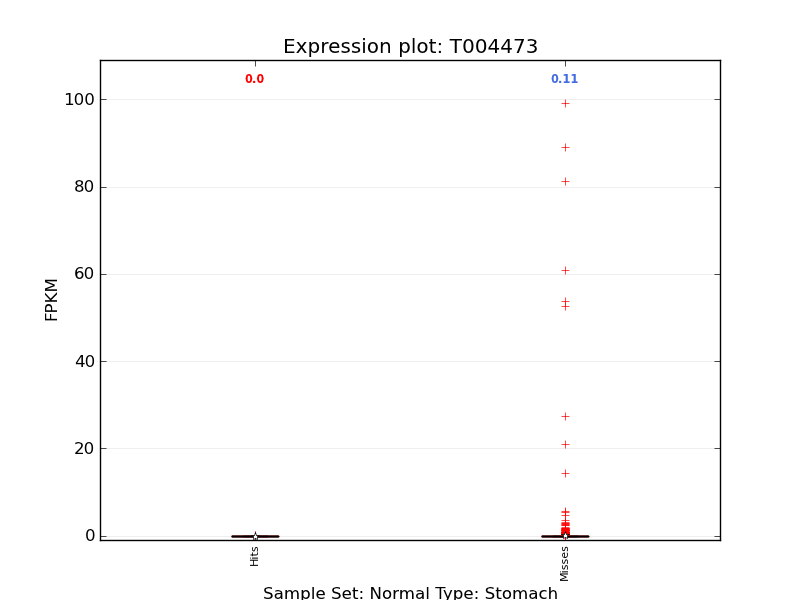 Expression plot: T004473
0.0
0.11
100
80
60
40
20
0
FPKM
Hits
Misses
Sample Set: Normal Type: Stomach